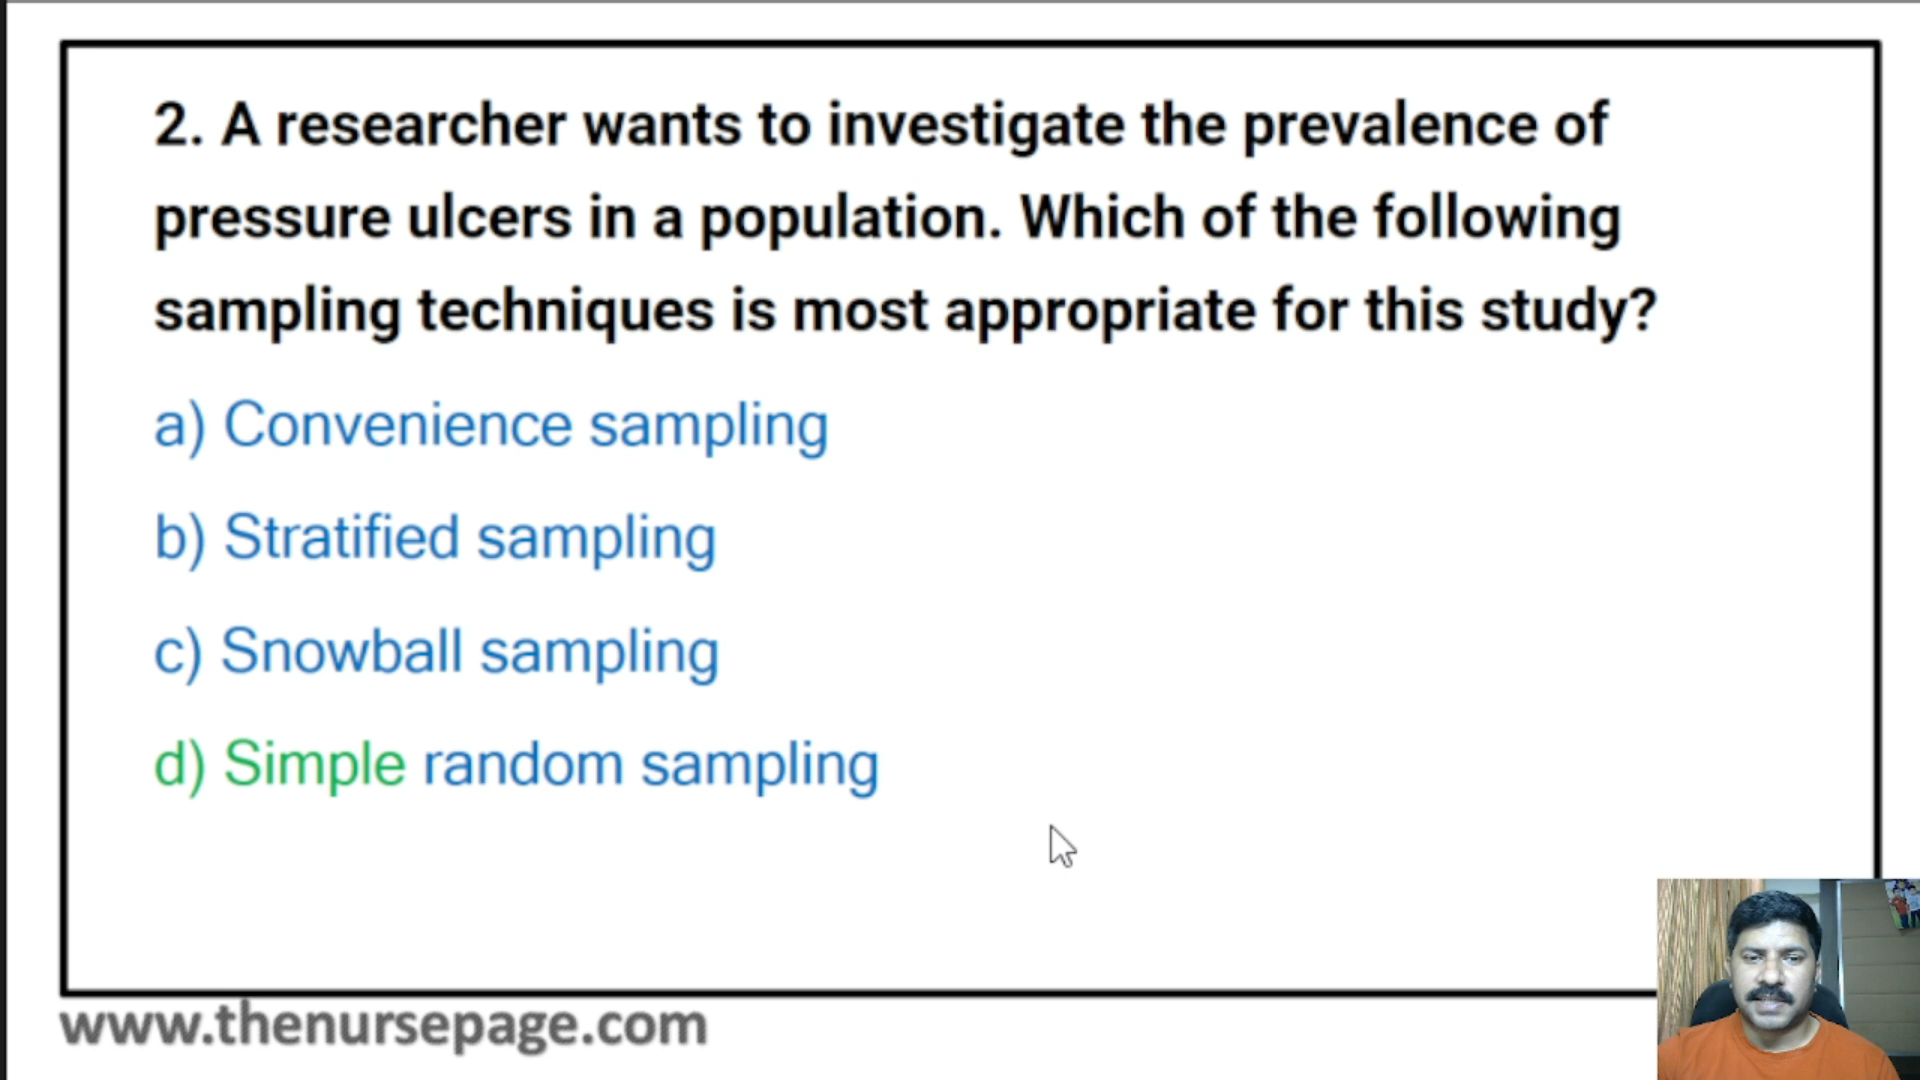 2. A researcher wants to investigate the prevalence of
pressure ulcers in a population. Which of the following
sampling techniques is most appropriate for this study?
a) Convenience sampling
b) Stratified sampling
c) Snowball sampling
d) Simple random sampling
www.thenursepage.com